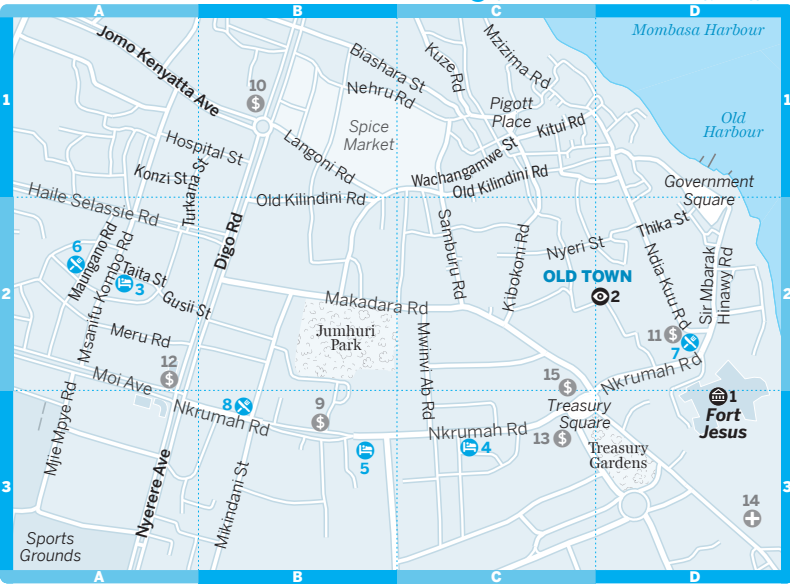 A
B
C
D
Mombasa Harbour
Jomo Kenyatta Ave
Biashara St
Kuze Rd
Mzizima Rd
10
$
1
1
Nehru Rd
Pigott
Place
Kitui Rd
Old
Harbour
Spice
Market
Hospital St
Langoni Rd
Konzi St
Turkana St
Wachangamwe St
Old Kilindini Rd
Government
Square
Haile Selassie Rd
Old Kilindini Rd
Digo Rd
Samburu Rd
Kibokoni Rd
Thika St
Nyeri St
Ndia Kuu Rd
Sir Mbarak
Hinawy Rd
6
Maungano Rd
Msanifu Kombo Rd
Taita St
3
OLD TOWN
2
2
2
Gusii St
Makadara Rd
Jumhuri
Park
Mwinyi Ab Rd
11
$
7
Meru Rd
12
$
Moi Ave
15
$
Nkrumah Rd
1
Fort
Jesus
8
Nkrumah Rd
9
$
Treasury
Square
Nkrumah Rd
13
$
4
5
Treasury
Gardens
Mjie Mpye Rd
Nyerere Ave
Mikindani St
3
3
14
Sports
Grounds
A
B
C
D